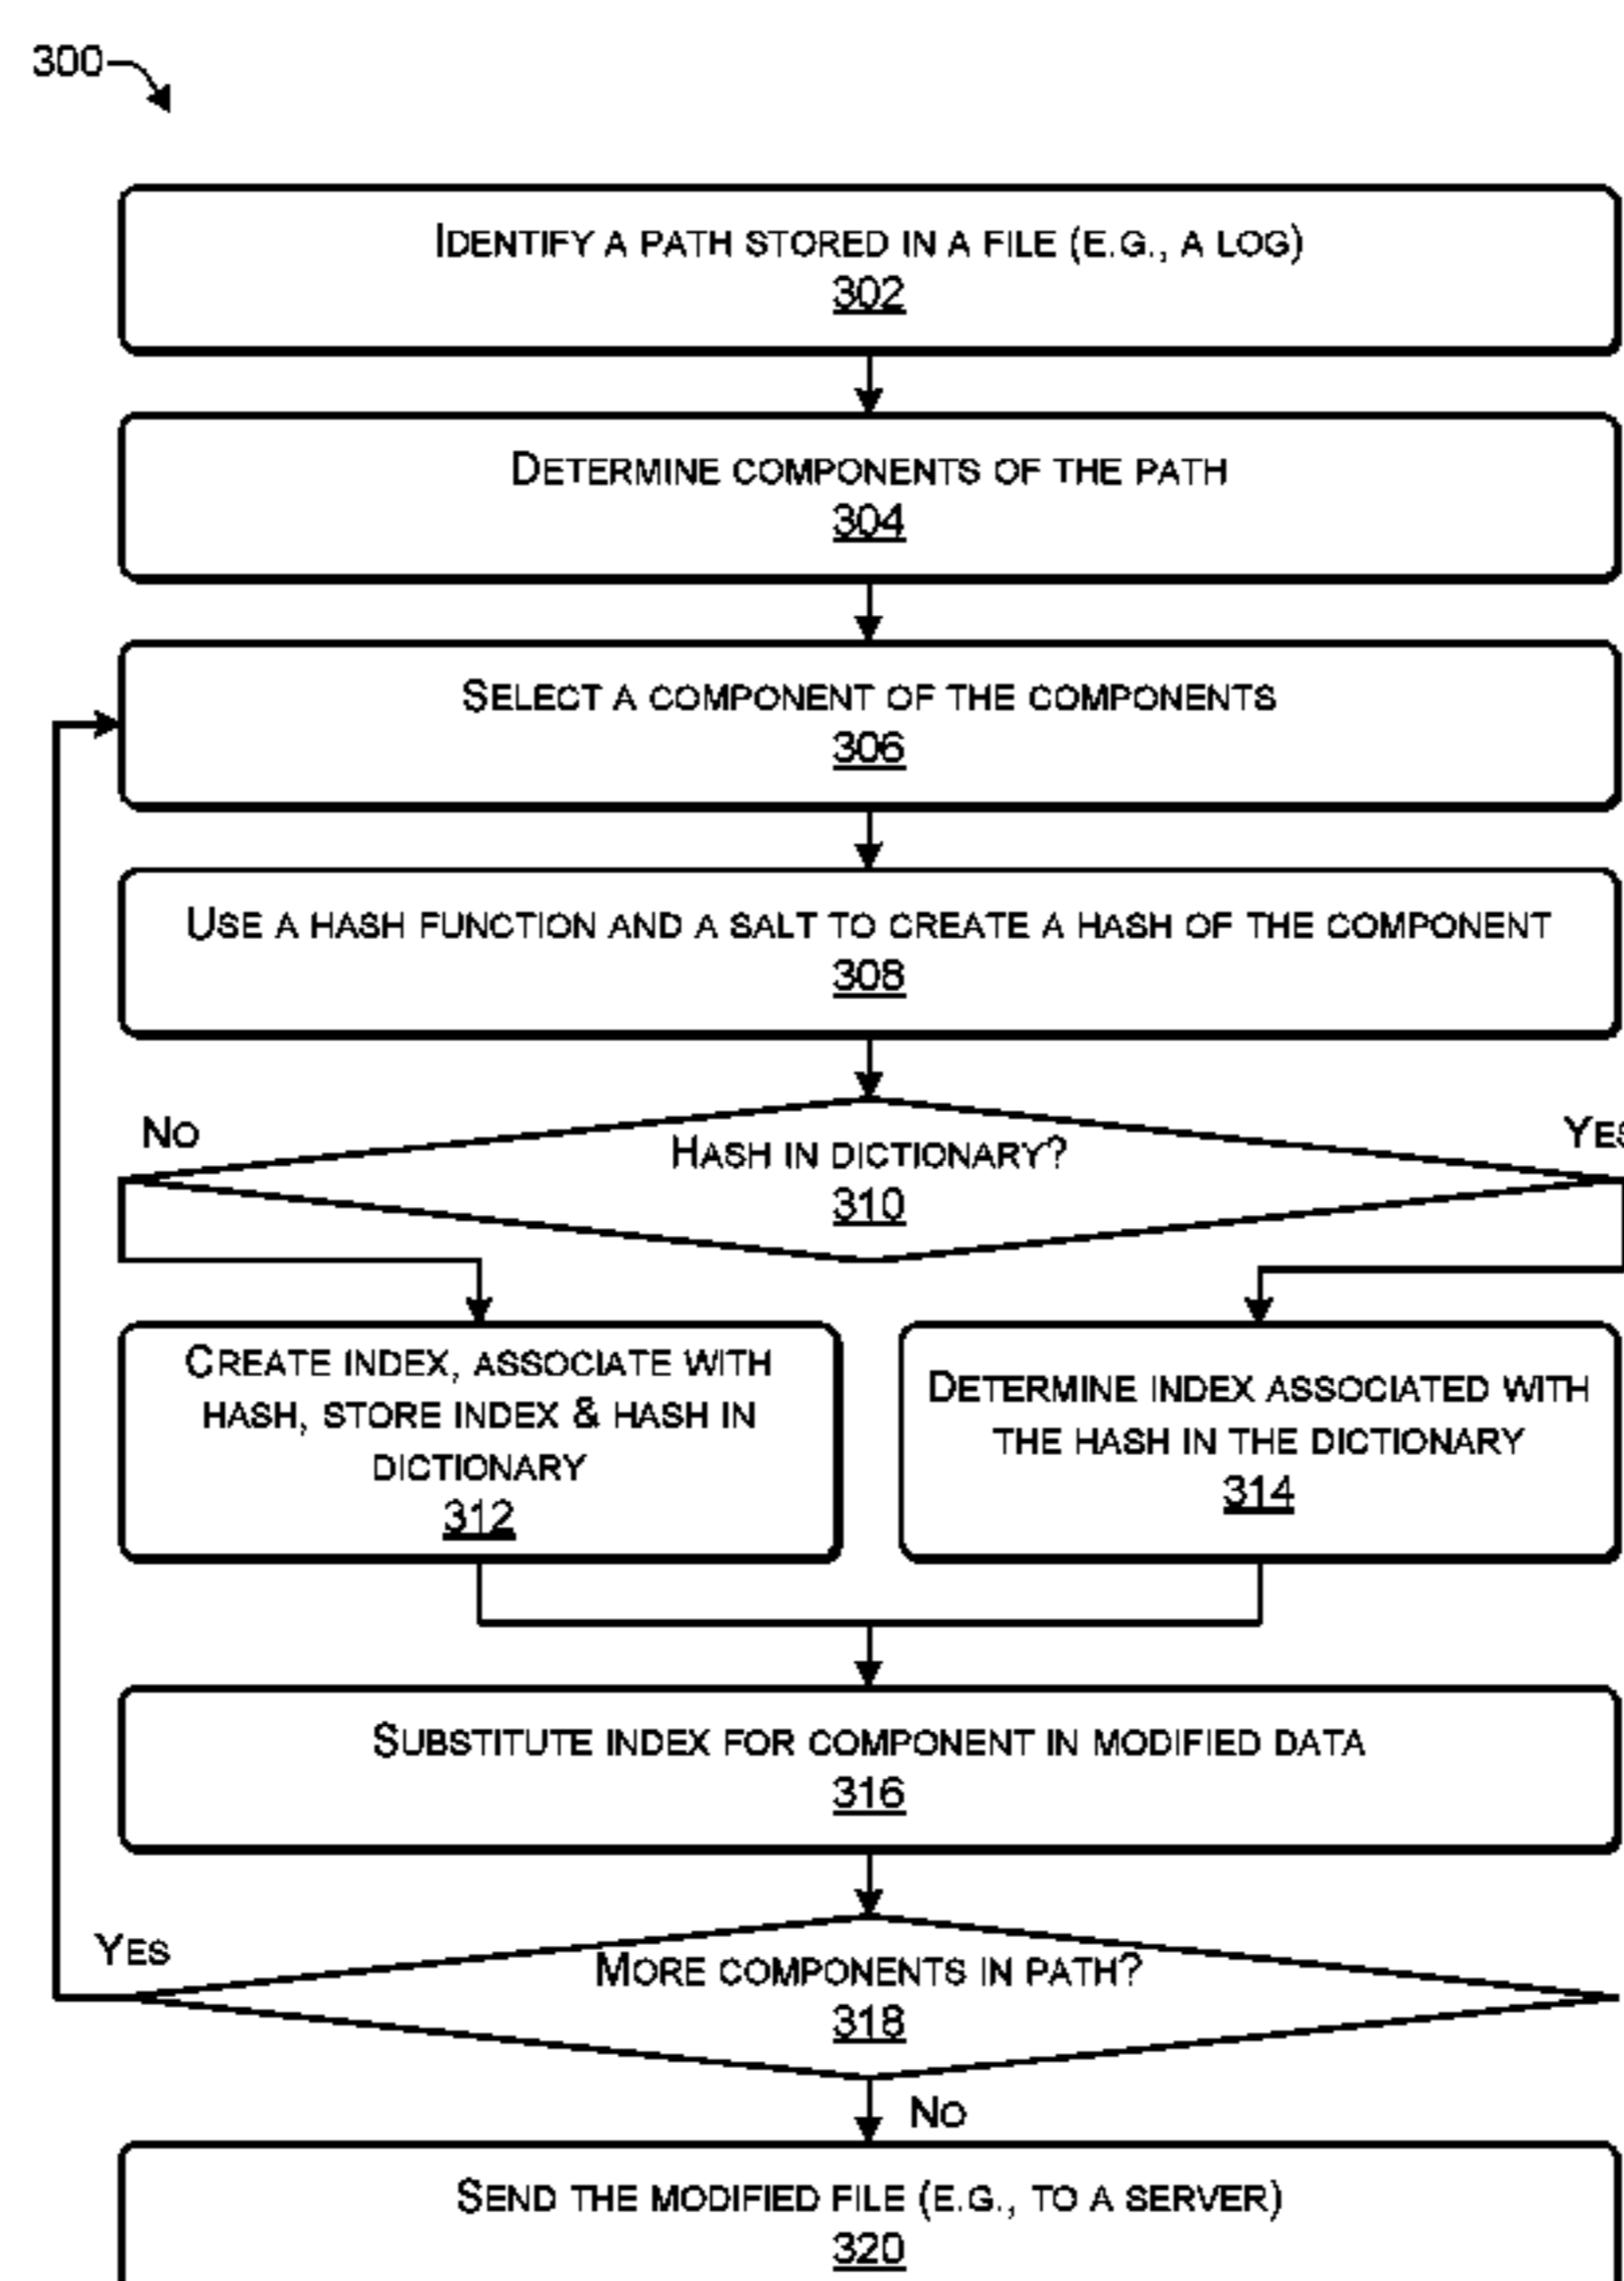 300
IDENTIFY A PATH STORED IN A FILE (E.G., A LOG)
302
DETERMINE COMPONENTS OF THE PATH
304
SELECT A COMPONENT OF THE COMPONENTS
306
USE A HASH FUNCTION AND A SALT TO CREATE A HASH OF THE COMPONENT
308
NO
YES
HASH IN DICTIONARY?
310
CREATE INDEX, ASSOCIATE WITH
HASH, STORE INDEX & HASH IN
DICTIONARY
312
DETERMINE INDEX ASSOCIATED WITH
THE HASH IN THE DICTIONARY
314
SUBSTITUTE INDEX FOR COMPONENT IN MODIFIED DATA
316
YES
MORE COMPONENTS IN PATH?
318
NO
SEND THE MODIFIED FILE (E.G., TO A SERVER)
320